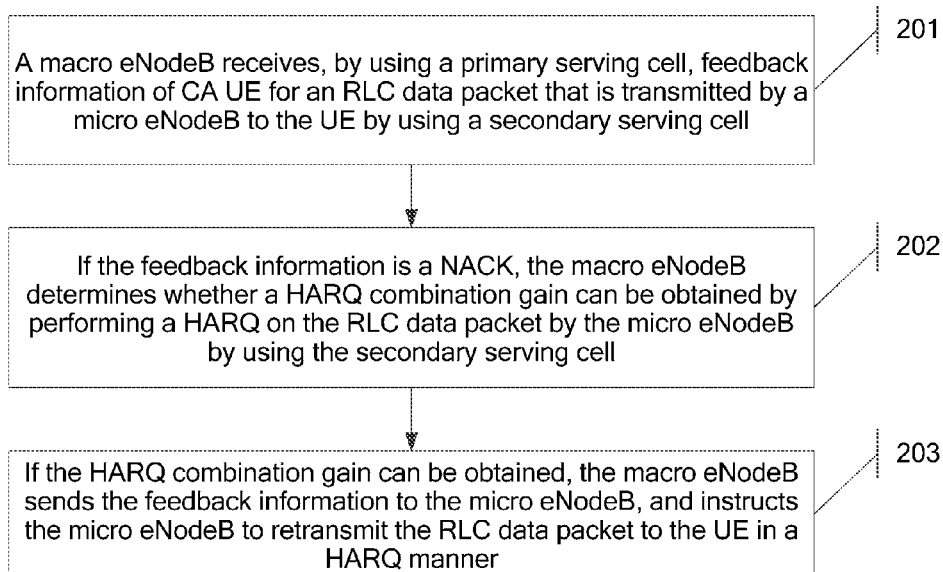 201
A macro eNodeB receives, by using a primary serving cell, feedback
information of CA UE for an RLC data packet that is transmitted by a
micro eNodeB to the UE by using a secondary serving cell
202
If the feedback information is a NACK, the macro eNodeB
determines whether a HARQ combination gain can be obtained by
performing a HARQ on the RLC data packet by the micro eNodeB
by using the secondary serving cell
203
If the HARQ combination gain can be obtained, the macro eNodeB
sends the feedback information to the micro eNodeB, and instructs
the micro eNodeB to retransmit the RLC data packet to the UE in a
HARQ manner